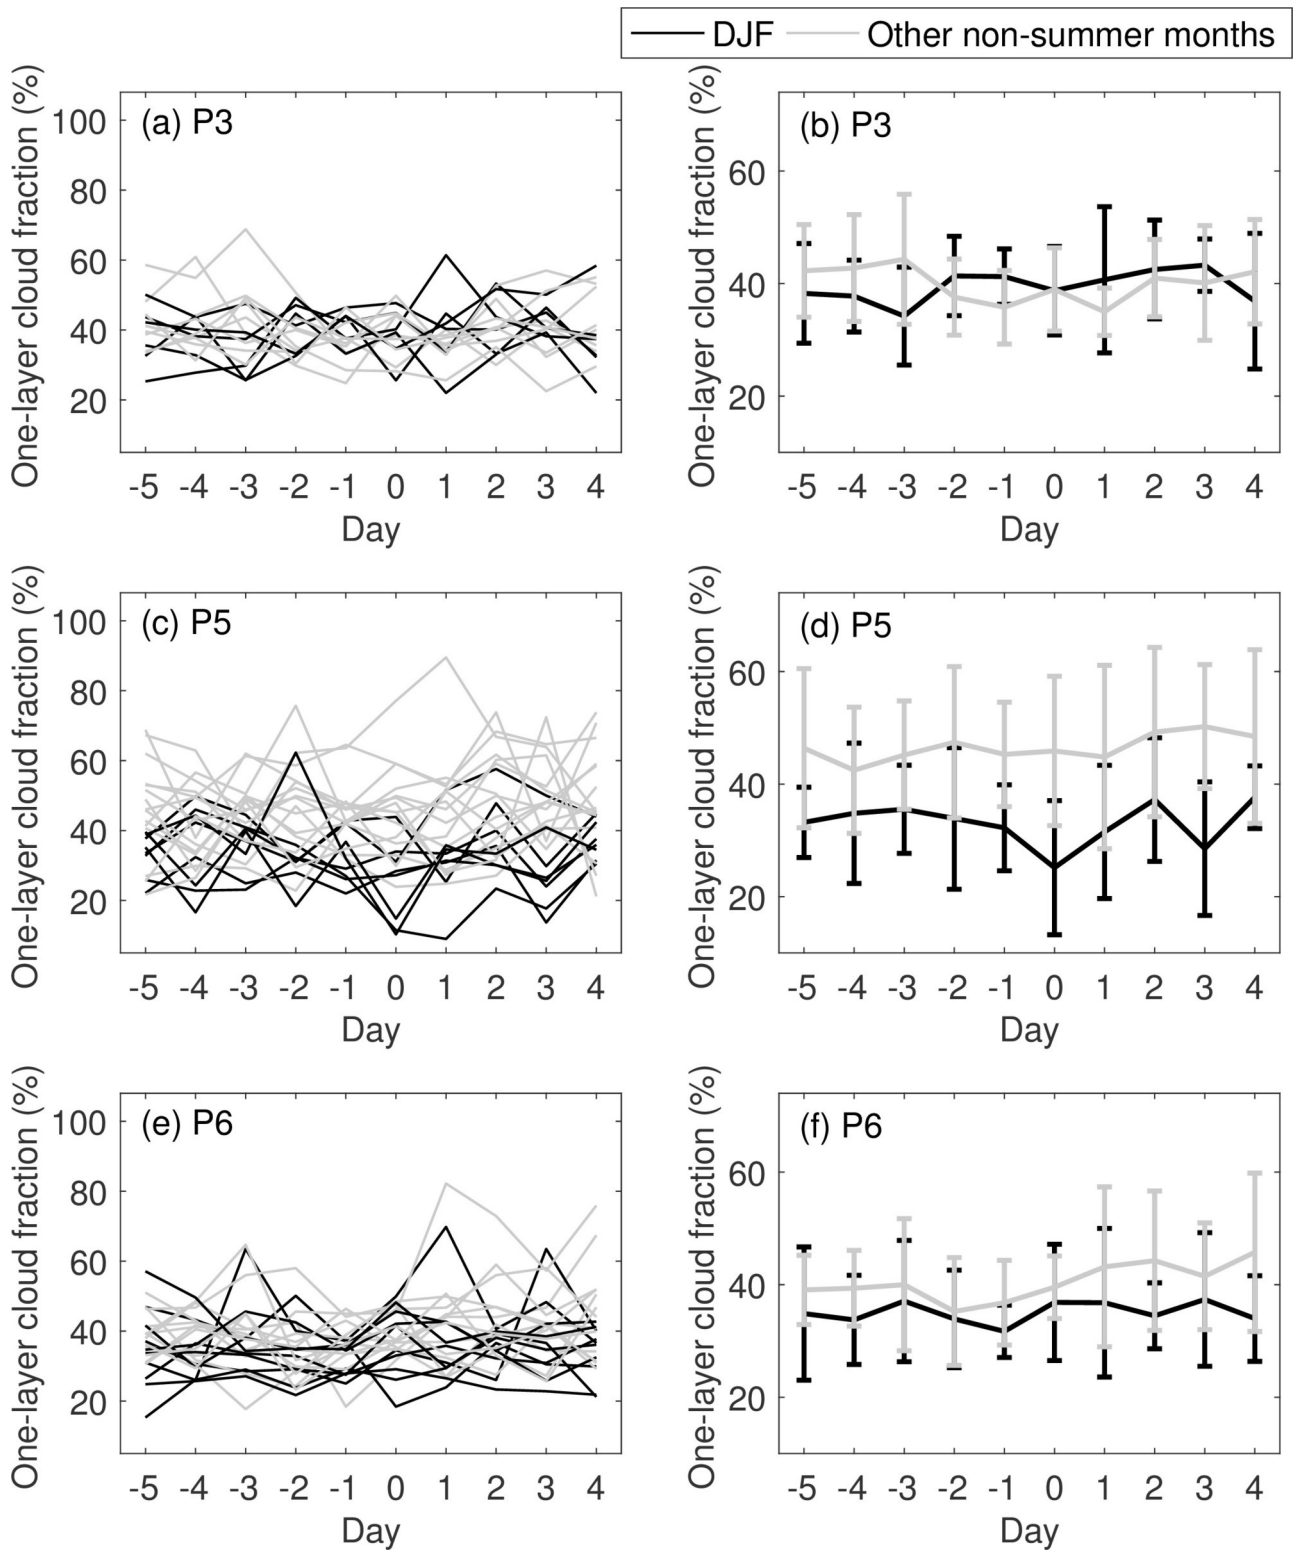 DJF Other non-summer months
One-layer cloud fraction (%)
100
80
60
40
20
(a) P3
-5 -4 -3 -2 -1 0 1 2 3 4
Day
One-layer cloud fraction (%)
60
40
20
(b) P3
-5 -4 -3 -2 -1 0 1 2 3 4
Day
One-layer cloud fraction (%)
100
80
60
40
20
(c) P5
-5 -4 -3 -2 -1 0 1 2 3 4
Day
One-layer cloud fraction (%)
60
40
20
(d) P5
-5 -4 -3 -2 -1 0 1 2 3 4
Day
One-layer cloud fraction (%)
100
80
60
40
20
(e) P6
-5 -4 -3 -2 -1 0 1 2 3 4
Day
One-layer cloud fraction (%)
60
40
20
(f) P6
-5 -4 -3 -2 -1 0 1 2 3 4
Day